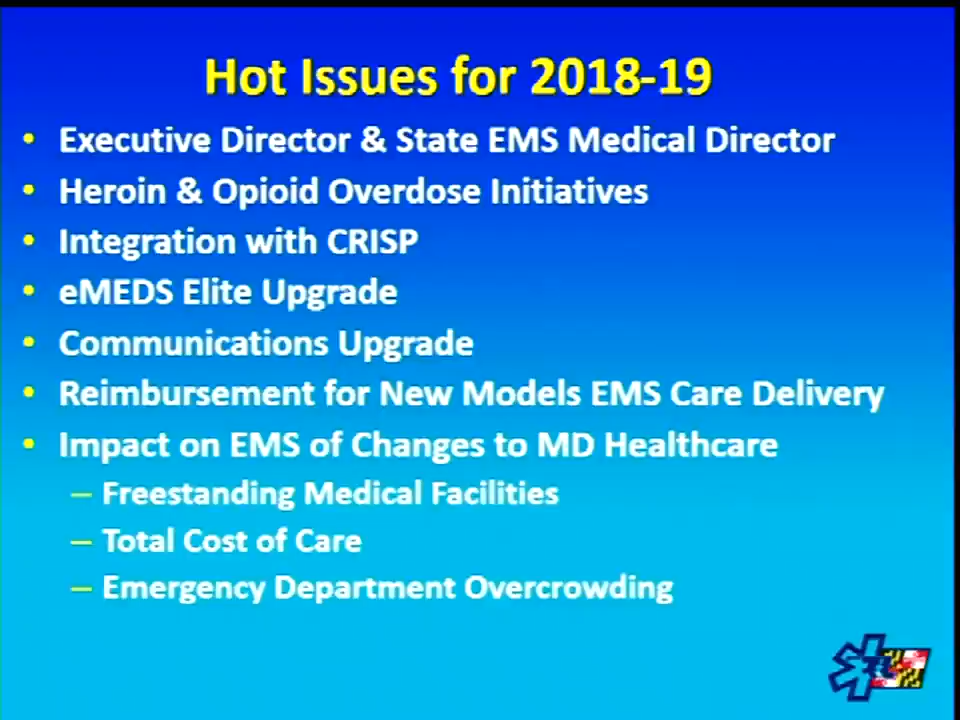 Hot Issues for 2018-19
• Executive Director & State EMS Medical Director
• Heroin & Opioid Overdose Initiatives
• Integration with CRISP
• eMEDS Elite Upgrade
• Communications Upgrade
• Reimbursement for New Models EMS Care Delivery
• Impact on EMS of Changes to MD Healthcare
– Freestanding Medical Facilities
– Total Cost of Care
– Emergency Department Overcrowding